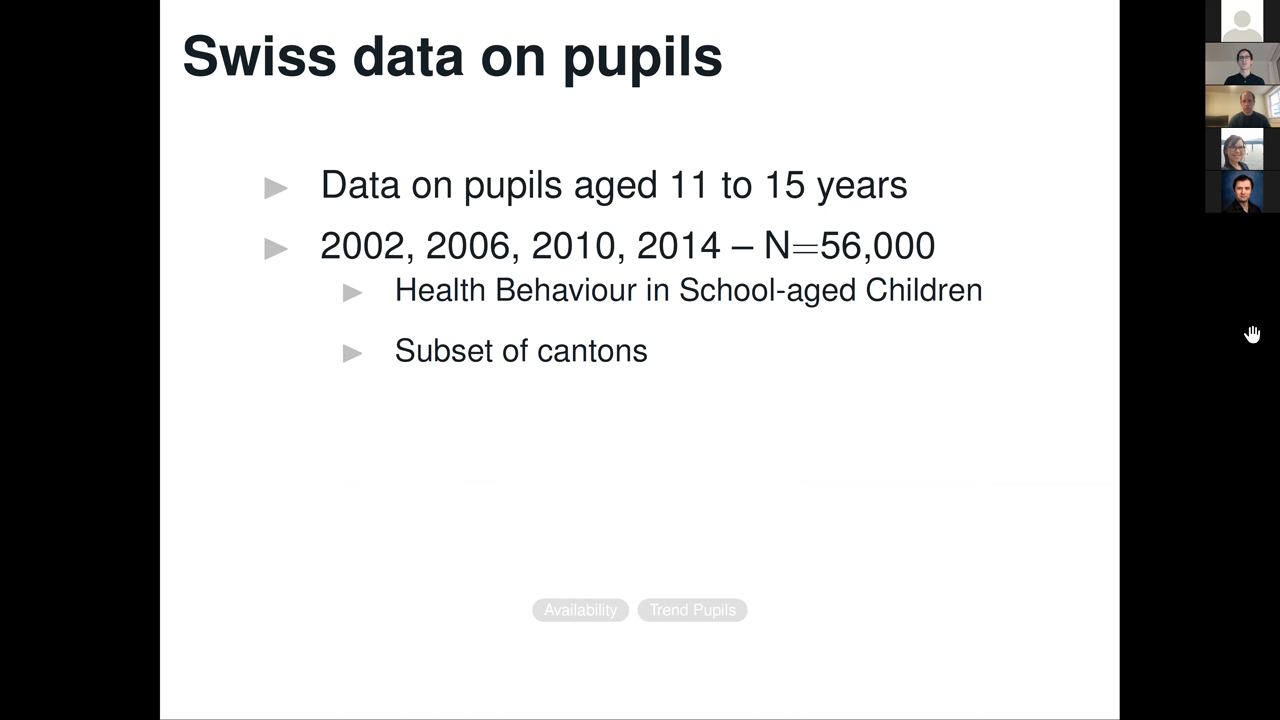 Swiss data on pupils
Data on pupils aged 11 to 15 years
2002, 2006, 2010, 2014 – N=56,000
Health Behaviour in School-aged Children
Subset of cantons
Availability Trend Pupils